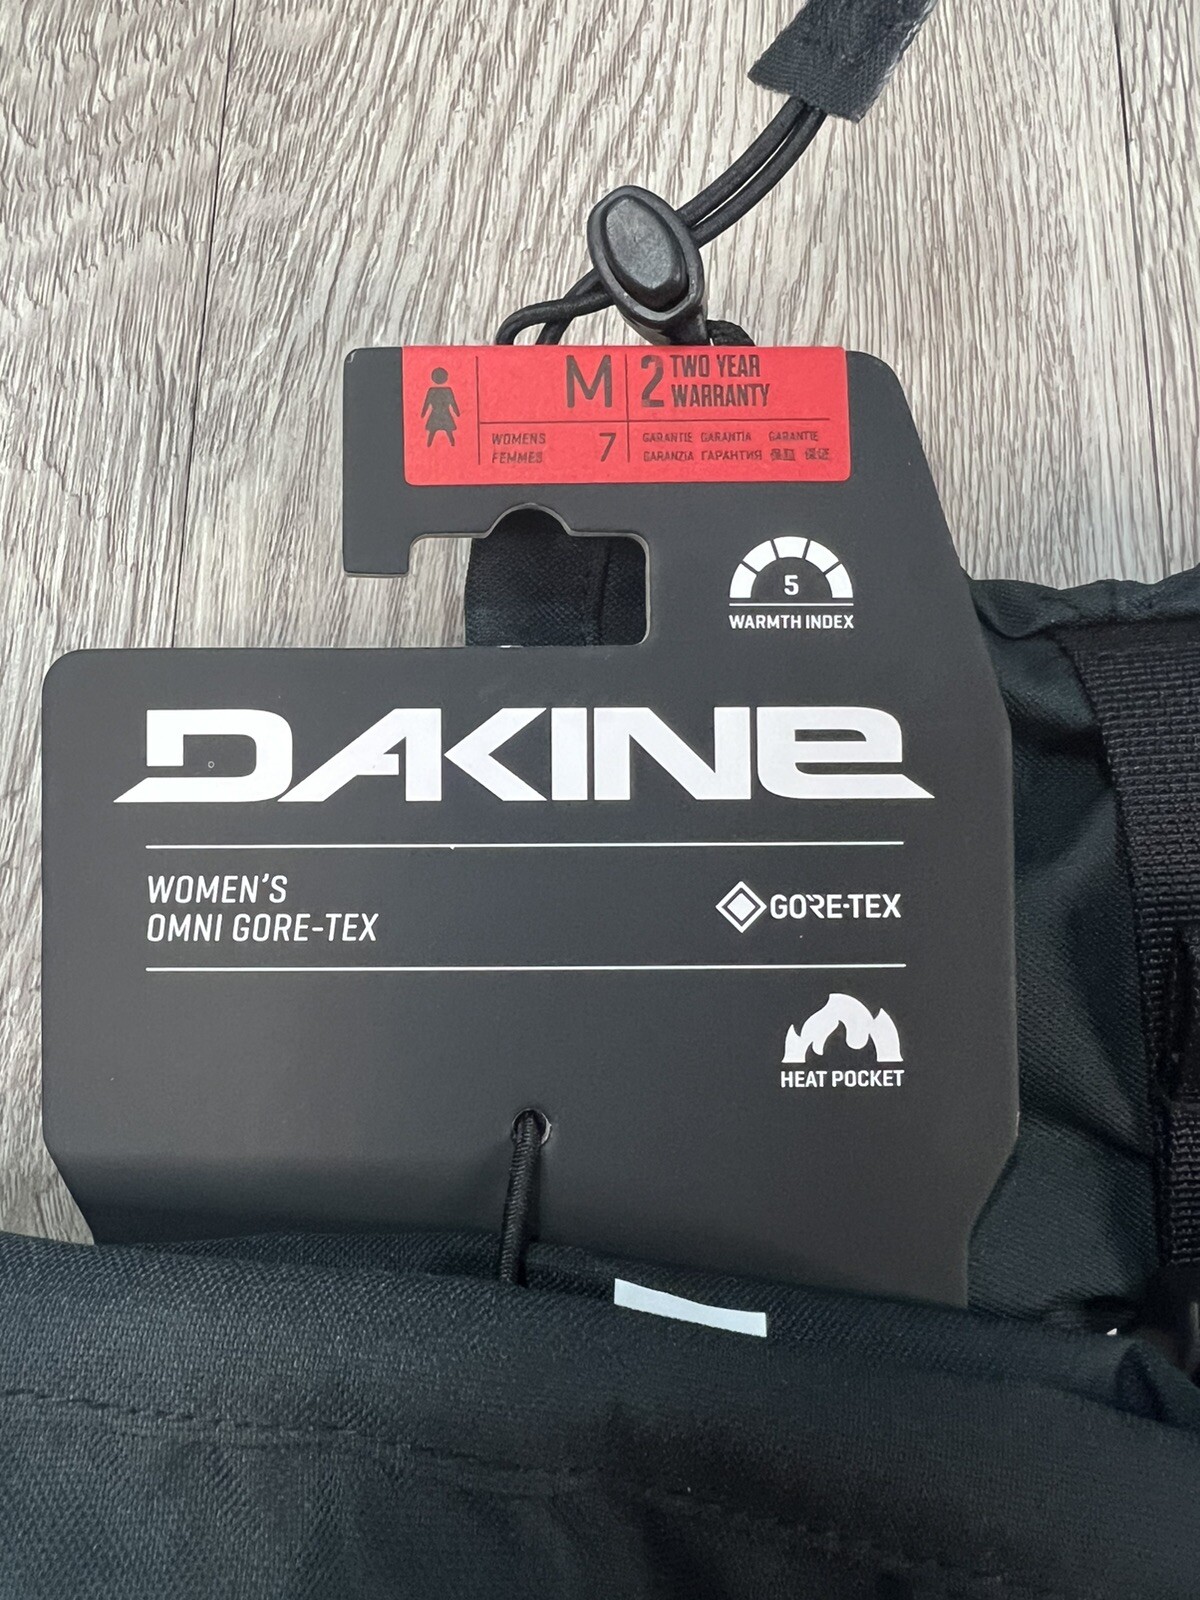 M
2 TWO YEAR
WARRANTY
WOMENS
FEMMES
7
GARANTIE GARANTÍA GARANTIE
GARANZIA ГАРАНТИЯ 保証 保证
5
WARMTH INDEX
DAKINE
WOMEN'S
OMNI GORE-TEX
GORE-TEX
HEAT POCKET